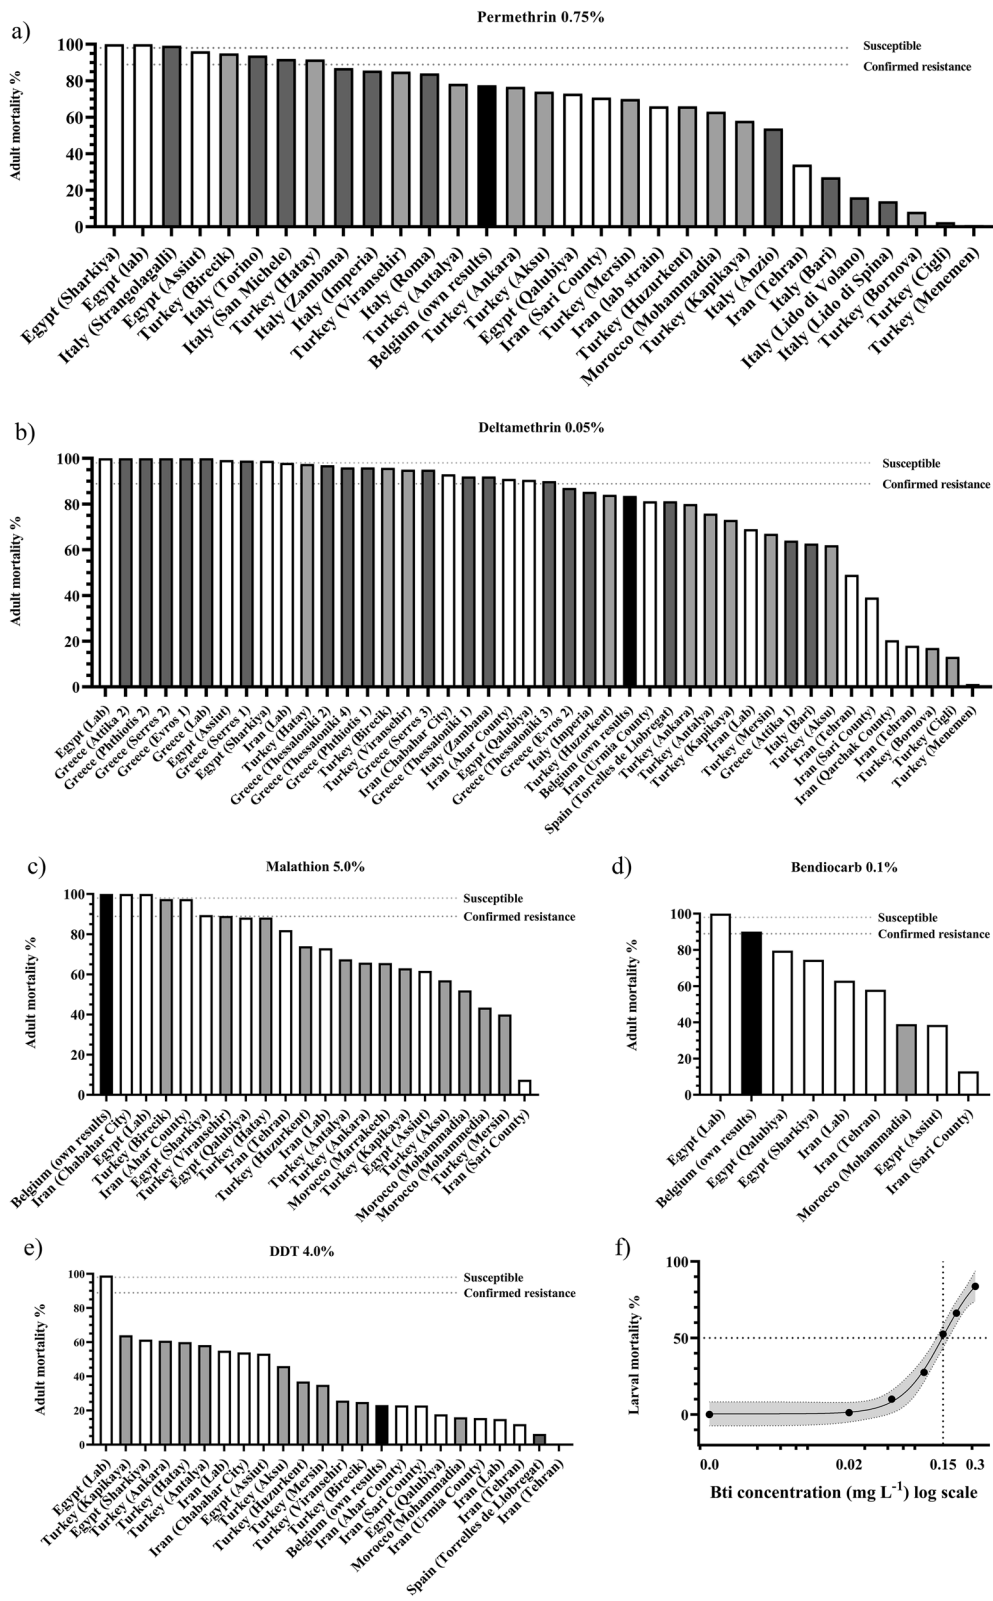 a)
Permethrin 0.75%
Adult mortality %
100
80
60
40
20
0
Susceptible
Confirmed resistance
Egypt (Sharkiya)
Egypt (lab)
Italy (Strangolagalli)
Egypt (Assiut)
Turkey (Birecik)
Italy (Torino)
Italy (San Michele)
Turkey (Hatay)
Italy (Zambana)
Italy (Imperia)
Turkey (Viransehir)
Italy (Roma)
Turkey (Antalya)
Belgium (own results)
Turkey (Ankara)
Turkey (Aksu)
Egypt (Qalubiya)
Iran (Sari County)
Turkey (Mersin)
Iran (lab strain)
Turkey (Huzurkent)
Morocco (Mohammadia)
Turkey (Kapikaya)
Italy (Anzio)
Iran (Tehran)
Italy (Bari)
Italy (Lido di Volano)
Italy (Lido di Spina)
Turkey (Bornova)
Turkey (Cigli)
Turkey (Menemen)
b)
Deltamethrin 0.05%
Adult mortality %
100
80
60
40
20
0
Susceptible
Confirmed resistance
Egypt (Lab)
Greece (Attika 2)
Greece (Phthiotis 2)
Greece (Serres 2)
Greece (Evros 1)
Greece (Lab)
Egypt (Assiut)
Greece (Serres 1)
Egypt (Sharkiya)
Iran (Lab)
Turkey (Hatay)
Greece (Thessaloniki 2)
Greece (Thessaloniki 4)
Greece (Phthiotis 1)
Turkey (Birecik)
Turkey (Viransehir)
Greece (Serres 3)
Iran (Chabahar City)
Greece (Thessaloniki 1)
Italy (Zambana)
Iran (Ahar County)
Egypt (Qalubiya)
Greece (Thessaloniki 3)
Greece (Evros 2)
Italy (Imperia)
Turkey (Huzurkent)
Belgium (own results)
Iran (Urmia County)
Spain (Torrelles de Llobregat)
Turkey (Ankara)
Turkey (Antalya)
Turkey (Kapikaya)
Iran (Lab)
Turkey (Mersin)
Greece (Attika 1)
Italy (Bari)
Turkey (Aksu)
Iran (Tehran)
Iran (Sari County)
Iran (Qarchak County)
Iran (Tehran)
Turkey (Bornova)
Turkey (Cigli)
Turkey (Menemen)
c)
Malathion 5.0%
Adult mortality %
100
80
60
40
20
0
Susceptible
Confirmed resistance
Belgium (own results)
Iran (Chabahar City)
Egypt (Lab)
Turkey (Birecik)
Iran (Ahar County)
Egypt (Sharkiya)
Turkey (Viransehir)
Egypt (Qalubiya)
Turkey (Hatay)
Iran (Tehran)
Turkey (Huzurkent)
Iran (Lab)
Turkey (Antalya)
Turkey (Ankara)
Morocco (Marrakech)
Turkey (Kapikaya)
Egypt (Assiut)
Turkey (Aksu)
Morocco (Mohammadia)
Morocco (Mohammedia)
Turkey (Mersin)
Iran (Sari County)
d)
Bendiocarb 0.1%
Adult mortality %
100
80
60
40
20
0
Susceptible
Confirmed resistance
Egypt (Lab)
Belgium (own results)
Egypt (Qalubiya)
Egypt (Sharkiya)
Iran (Lab)
Iran (Tehran)
Morocco (Mohammadia)
Egypt (Assiut)
Iran (Sari County)
e)
DDT 4.0%
Adult mortality %
100
80
60
40
20
0
Susceptible
Confirmed resistance
Egypt (Lab)
Turkey (Kapikaya)
Egypt (Sharkiya)
Turkey (Ankara)
Turkey (Hatay)
Turkey (Antalya)
Iran (Lab)
Iran (Chabahar City)
Egypt (Assiut)
Turkey (Aksu)
Turkey (Huzurkent)
Turkey (Mersin)
Turkey (Viransehir)
Turkey (Birecik)
Belgium (own results)
Iran (Ahar County)
Iran (Sari County)
Egypt (Qalubiya)
Morocco (Mohammadia)
Iran (Urmia County)
Iran (Lab)
Iran (Tehran)
Spain (Torrelles de Llobregat)
Iran (Tehran)
f)
Larval mortality %
100
50
0
0.0
0.02
0.15
0.3
Bti concentration (mg L⁻¹) log scale